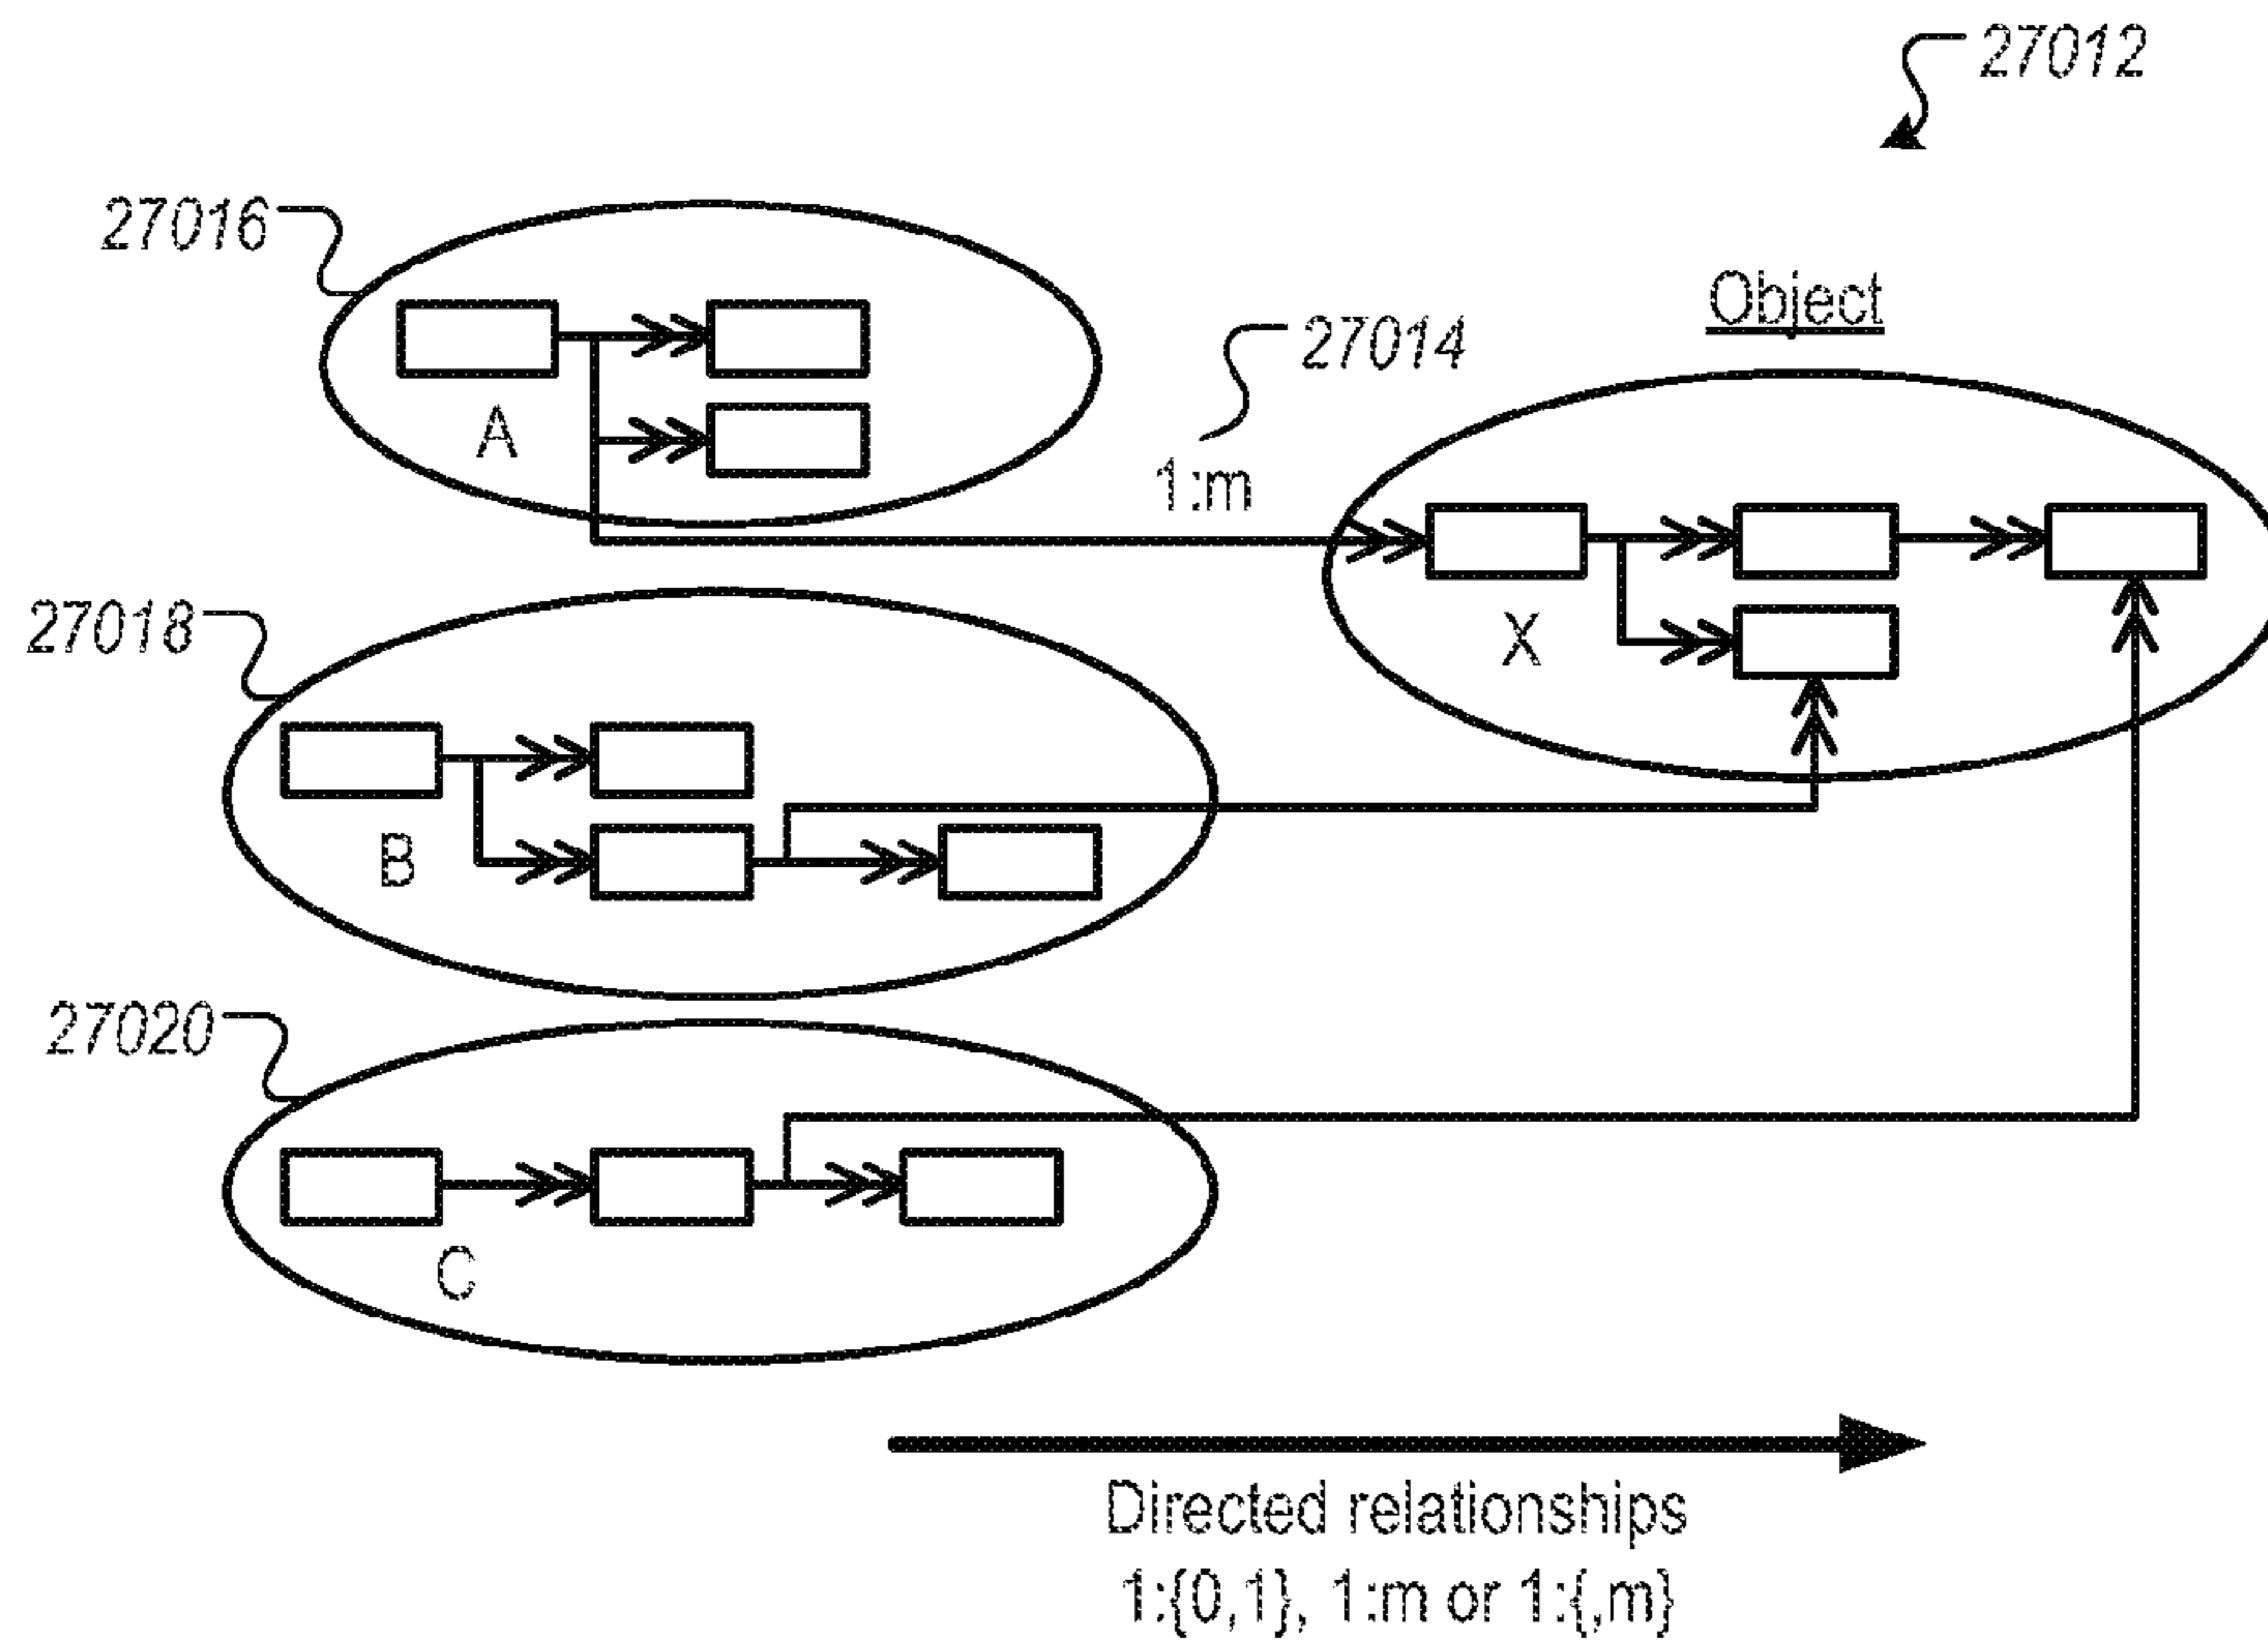 27012
27016
Object
27014
A
1:m
27018
X
B
27020
C
Directed relationships
1:{0,1}, 1:m or 1:{,m}